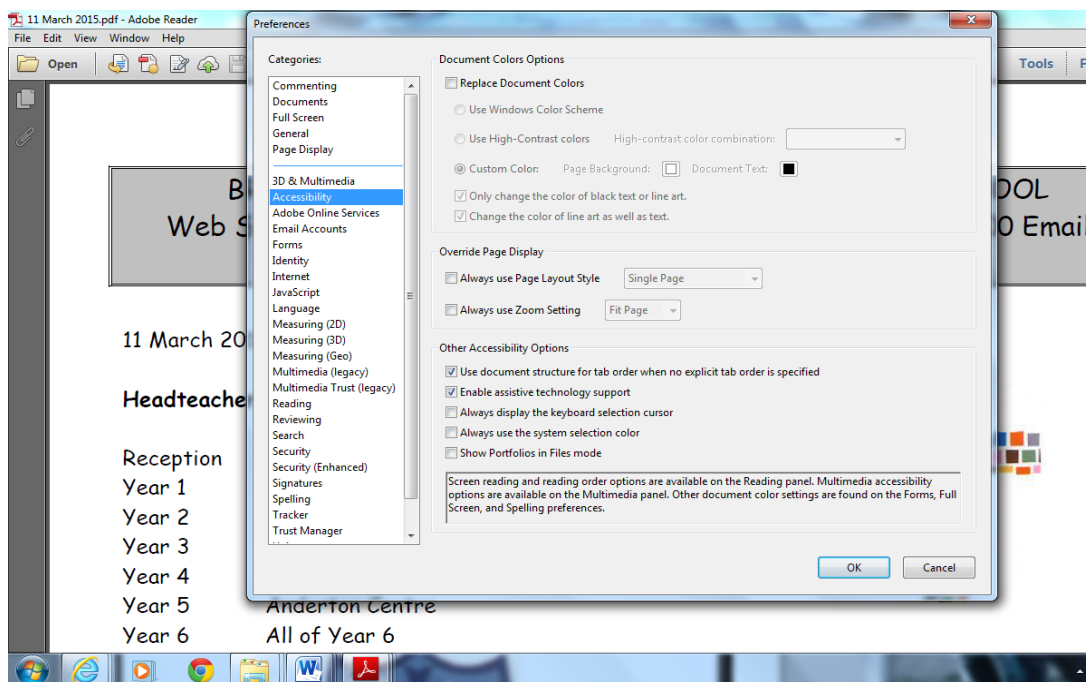 11 March 2015.pdf - Adobe Reader
File Edit View Window Help
Open
Tools
Preferences
Categories:
Commenting
Documents
Full Screen
General
Page Display
3D & Multimedia
Accessibility
Adobe Online Services
Email Accounts
Forms
Identity
Internet
JavaScript
Language
Measuring (2D)
Measuring (3D)
Measuring (Geo)
Multimedia (legacy)
Multimedia Trust (legacy)
Reading
Reviewing
Search
Security
Security (Enhanced)
Signatures
Spelling
Tracker
Trust Manager
Document Colors Options
Replace Document Colors
Use Windows Color Scheme
Use High-Contrast colors High-contrast color combination:
Custom Color: Page Background: Document Text:
Only change the color of black text or line art.
Change the color of line art as well as text.
Override Page Display
Always use Page Layout Style Single Page
Always use Zoom Setting Fit Page
Other Accessibility Options
Use document structure for tab order when no explicit tab order is specified
Enable assistive technology support
Always display the keyboard selection cursor
Always use the system selection color
Show Portfolios in Files mode
Screen reading and reading order options are available on the Reading panel. Multimedia accessibility
options are available on the Multimedia panel. Other document color settings are found on the Forms, Full
Screen, and Spelling preferences.
OK Cancel
B OOL
Web S 0 Email
11 March 20
Headteache
Reception
Year 1
Year 2
Year 3
Year 4
Year 5 Anderton Centre
Year 6 All of Year 6